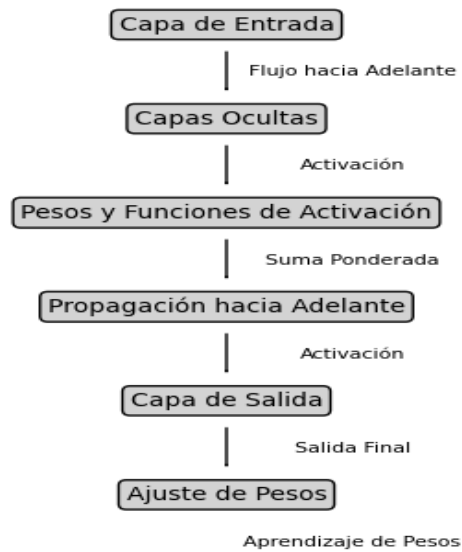 Capa de Entrada
Flujo hacia Adelante
Capas Ocultas
Activación
Pesos y Funciones de Activación
Suma Ponderada
Propagación hacia Adelante
Activación
Capa de Salida
Salida Final
Ajuste de Pesos
Aprendizaje de Pesos